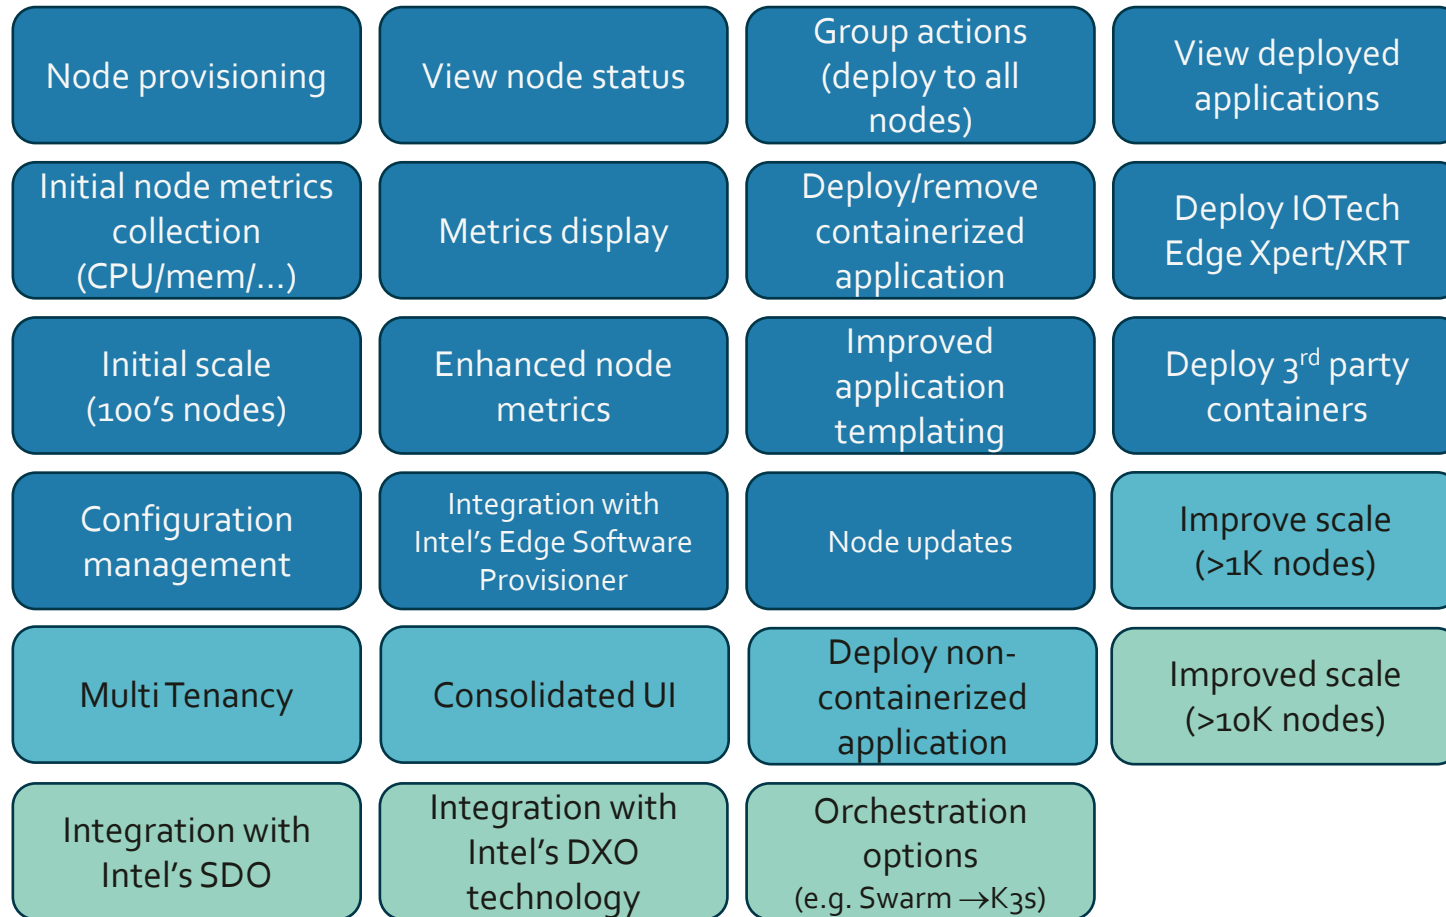 Node provisioning
View node status
Group actions
(deploy to all
nodes)
View deployed
applications
Initial node metrics
collection
(CPU/mem/...)
Metrics display
Deploy/remove
containerized
application
Deploy IOTech
Edge Xpert/XRT
Initial scale
(100's nodes)
Enhanced node
metrics
Improved
application
templating
Deploy 3rd party
containers
Configuration
management
Integration with
Intel's Edge Software
Provisioner
Node updates
Improve scale
(>1K nodes)
Multi Tenancy
Consolidated UI
Deploy non-
containerized
application
Improved scale
(>10K nodes)
Integration with
Intel's SDO
Integration with
Intel's DXO
technology
Orchestration
options
(e.g. Swarm →K3s)